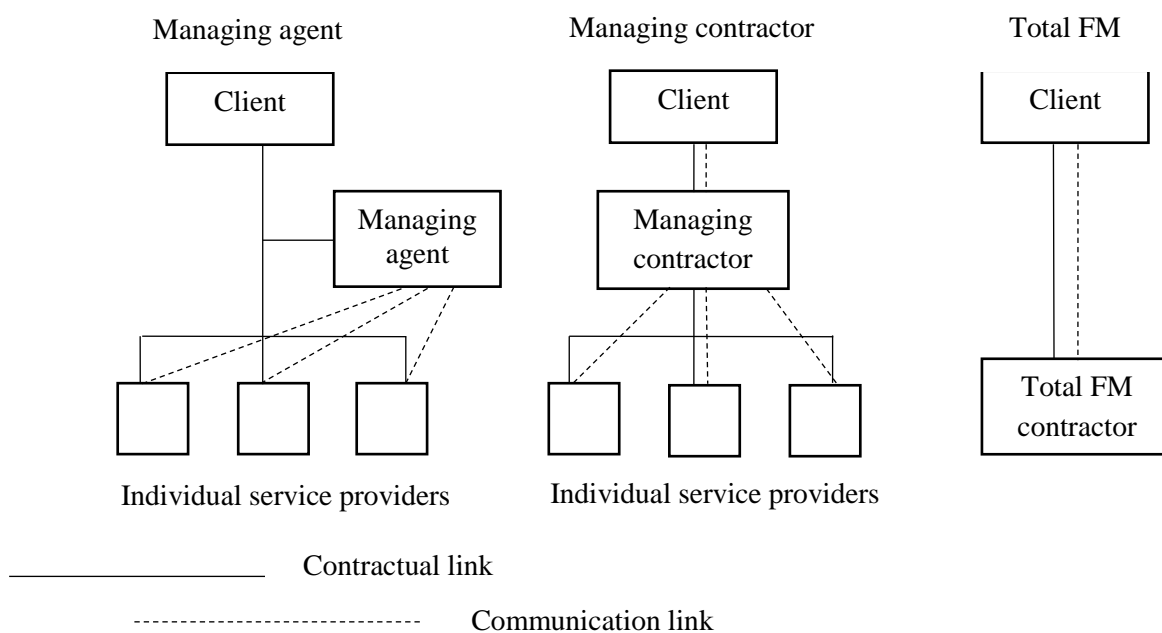 Managing agent
Managing contractor
Total FM
Client
Client
Client
Managing
agent
Managing
contractor
Total FM
contractor
Individual service providers
Individual service providers
Contractual link
Communication link